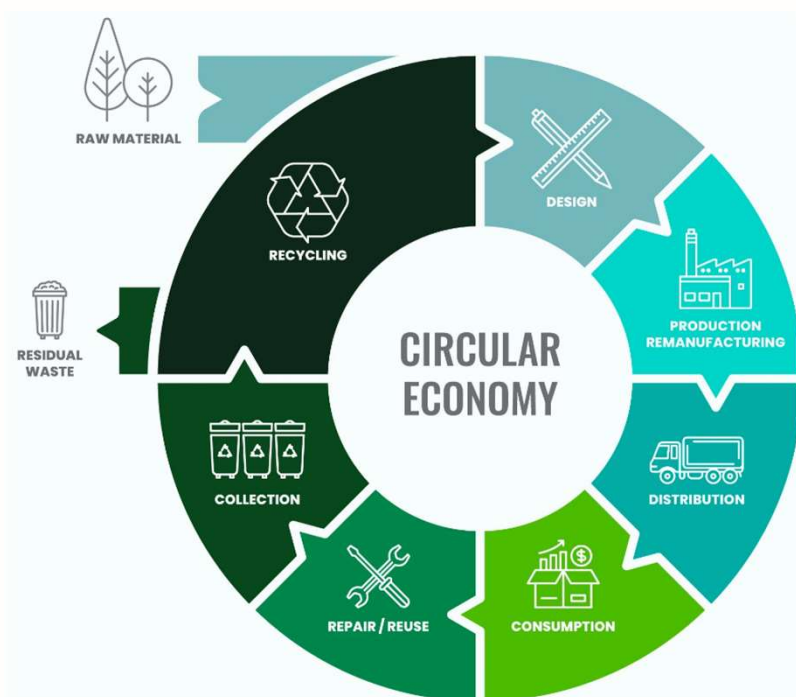 RAW MATERIAL
DESIGN
RECYCLING
PRODUCTION
REMANUFACTURING
RESIDUAL
WASTE
CIRCULAR
ECONOMY
COLLECTION
DISTRIBUTION
REPAIR / REUSE
CONSUMPTION